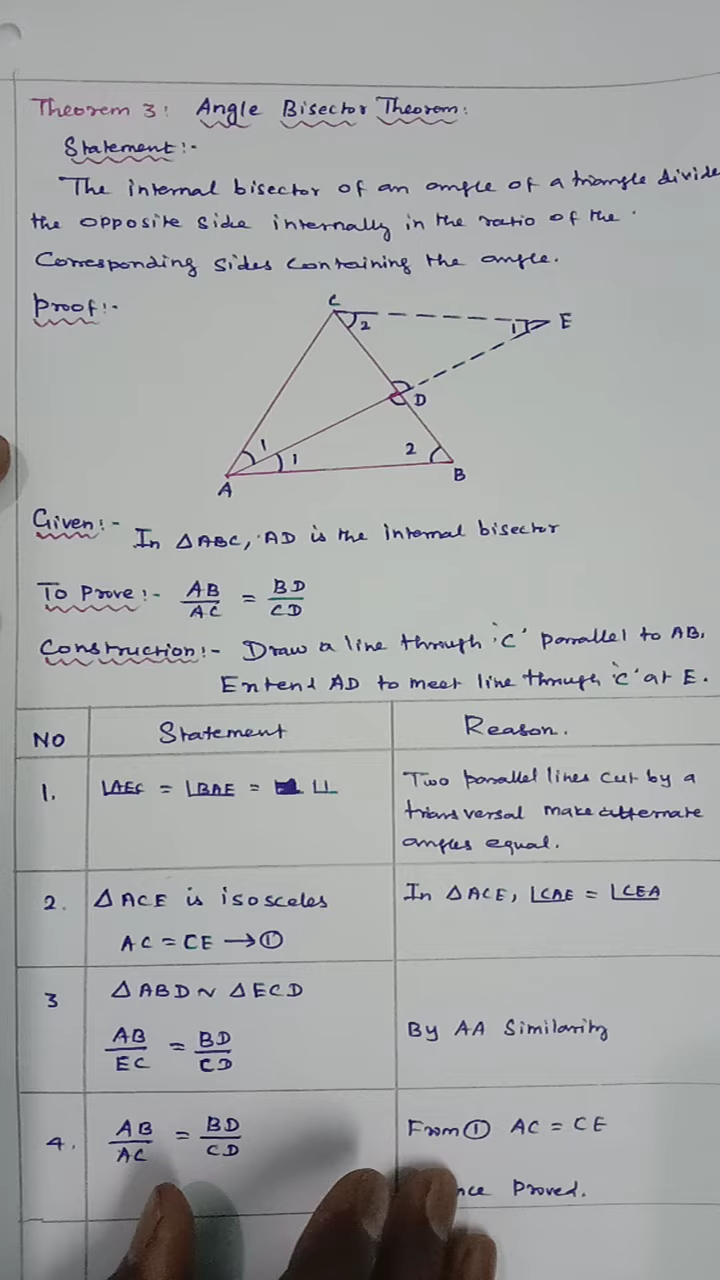 Theorem 3: Angle Bisector Theorem:
Statement:-
The internal bisector of an angle of a triangle divide
the opposite side internally in the ratio of the
Corresponding sides containing the angle.
Proof:-
C
2
1
E
D
1
1
2
A
B
Given:- In △ABC, AD is the internal bisector
To Prove:- AB/AC = BD/CD
Construction:- Draw a line through 'C' parallel to AB.
Extend AD to meet line through 'C' at E.
No Statement Reason.
1. ∠AEC = ∠BAE = ∠1 Two parallel lines cut by a
transversal make alternate
angles equal.
2. △ACE is isosceles In △ACE, ∠CAE = ∠CEA
AC = CE → ①
3 △ABD ~ △ECD
AB/EC = BD/CD By AA Similarity
4. AB/AC = BD/CD From ① AC = CE
Proved.